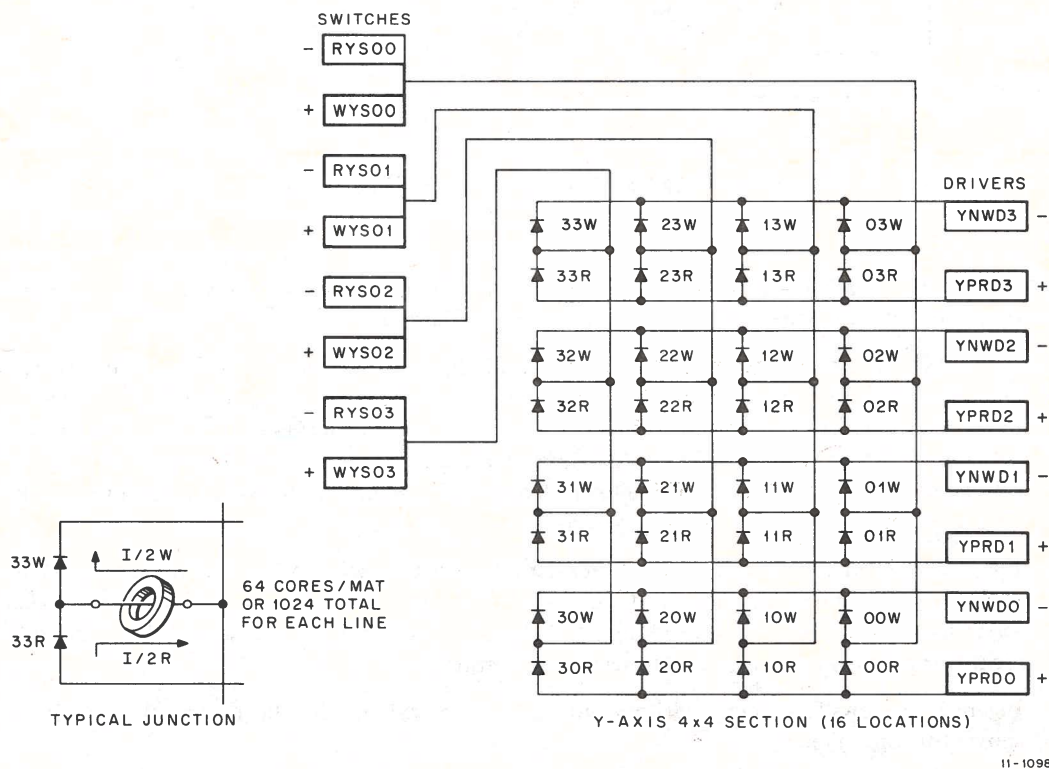 SWITCHES
- RYS00
+ WYS00
- RYS01
+ WYS01
- RYS02
+ WYS02
- RYS03
+ WYS03
DRIVERS
33W 23W 13W 03W YNWD3 -
33R 23R 13R 03R YPRD3 +
32W 22W 12W 02W YNWD2 -
32R 22R 12R 02R YPRD2 +
31W 21W 11W 01W YNWD1 -
31R 21R 11R 01R YPRD1 +
30W 20W 10W 00W YNWD0 -
30R 20R 10R 00R YPRD0 +
33W
I/2W
33R
I/2R
64 CORES/MAT
OR 1024 TOTAL
FOR EACH LINE
TYPICAL JUNCTION
Y-AXIS 4x4 SECTION (16 LOCATIONS)
11-1098